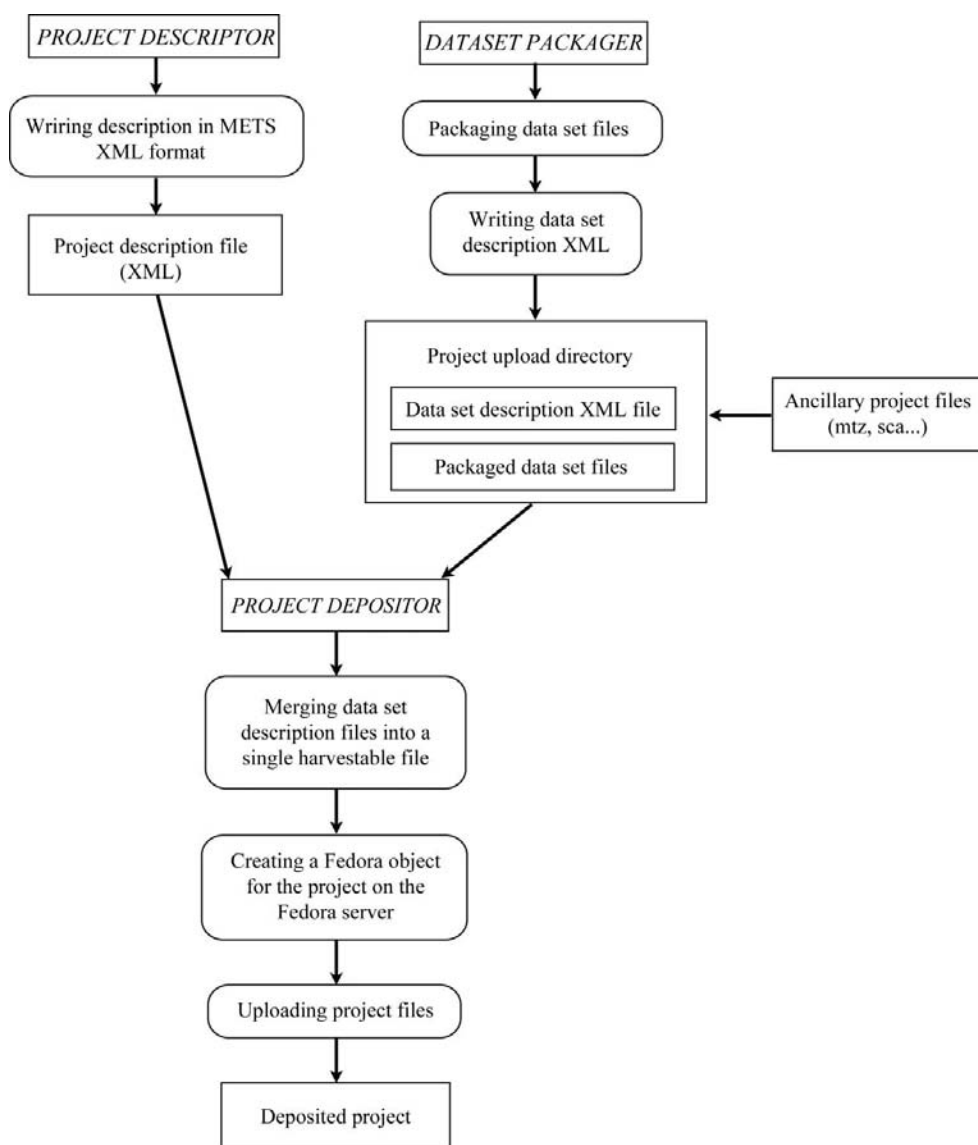 PROJECT DESCRIPTOR
Wriring description in METS
XML format
Project description file
(XML)
DATASET PACKAGER
Packaging data set files
Writing data set
description XML
Project upload directory
Data set description XML file
Packaged data set files
Ancillary project files
(mtz, sca...)
PROJECT DEPOSITOR
Merging data set
description files into a
single harvestable file
Creating a Fedora object
for the project on the
Fedora server
Uploading project files
Deposited project